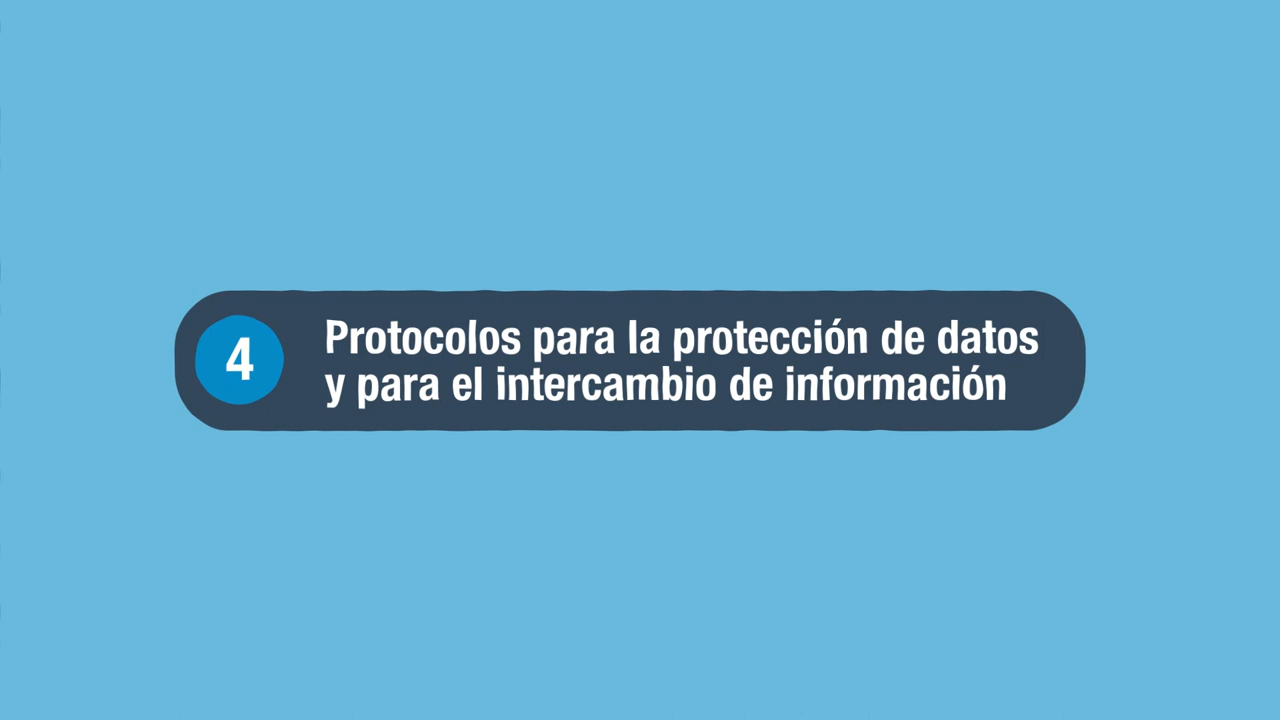 4
Protocolos para la protección de datos
y para el intercambio de información